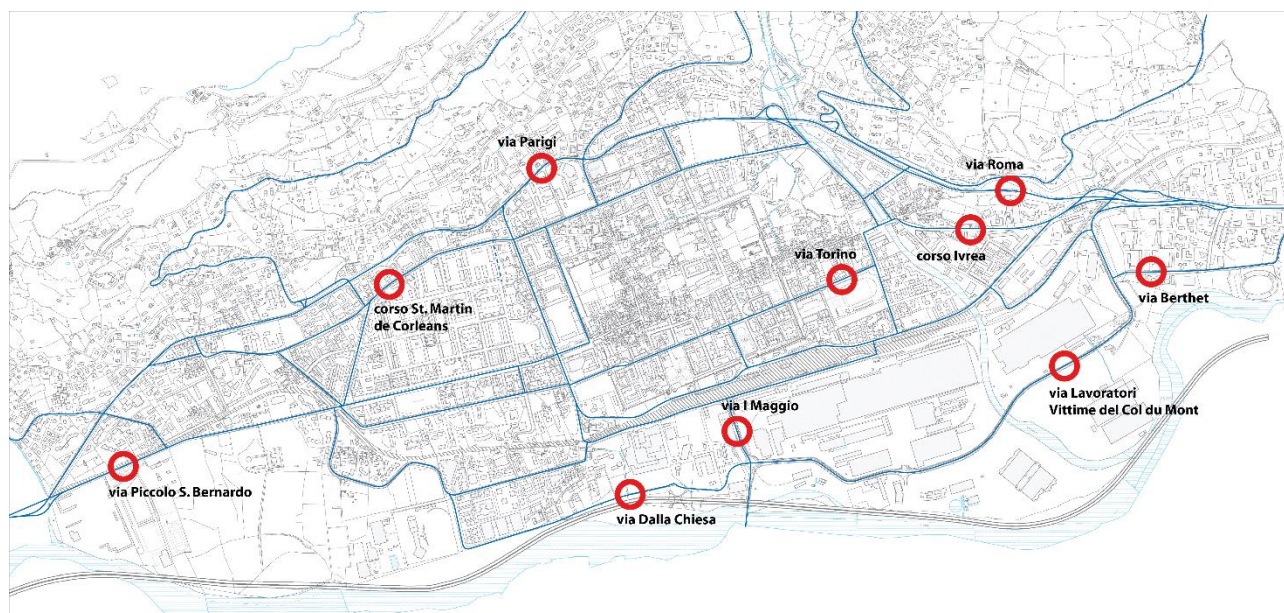 via Parigi
via Roma
via Torino
corso Ivrea
via Berthet
corso St. Martin
de Corleans
via Lavoratori
Vittime del Col du Mont
via I Maggio
via Piccolo S. Bernardo
via Dalla Chiesa